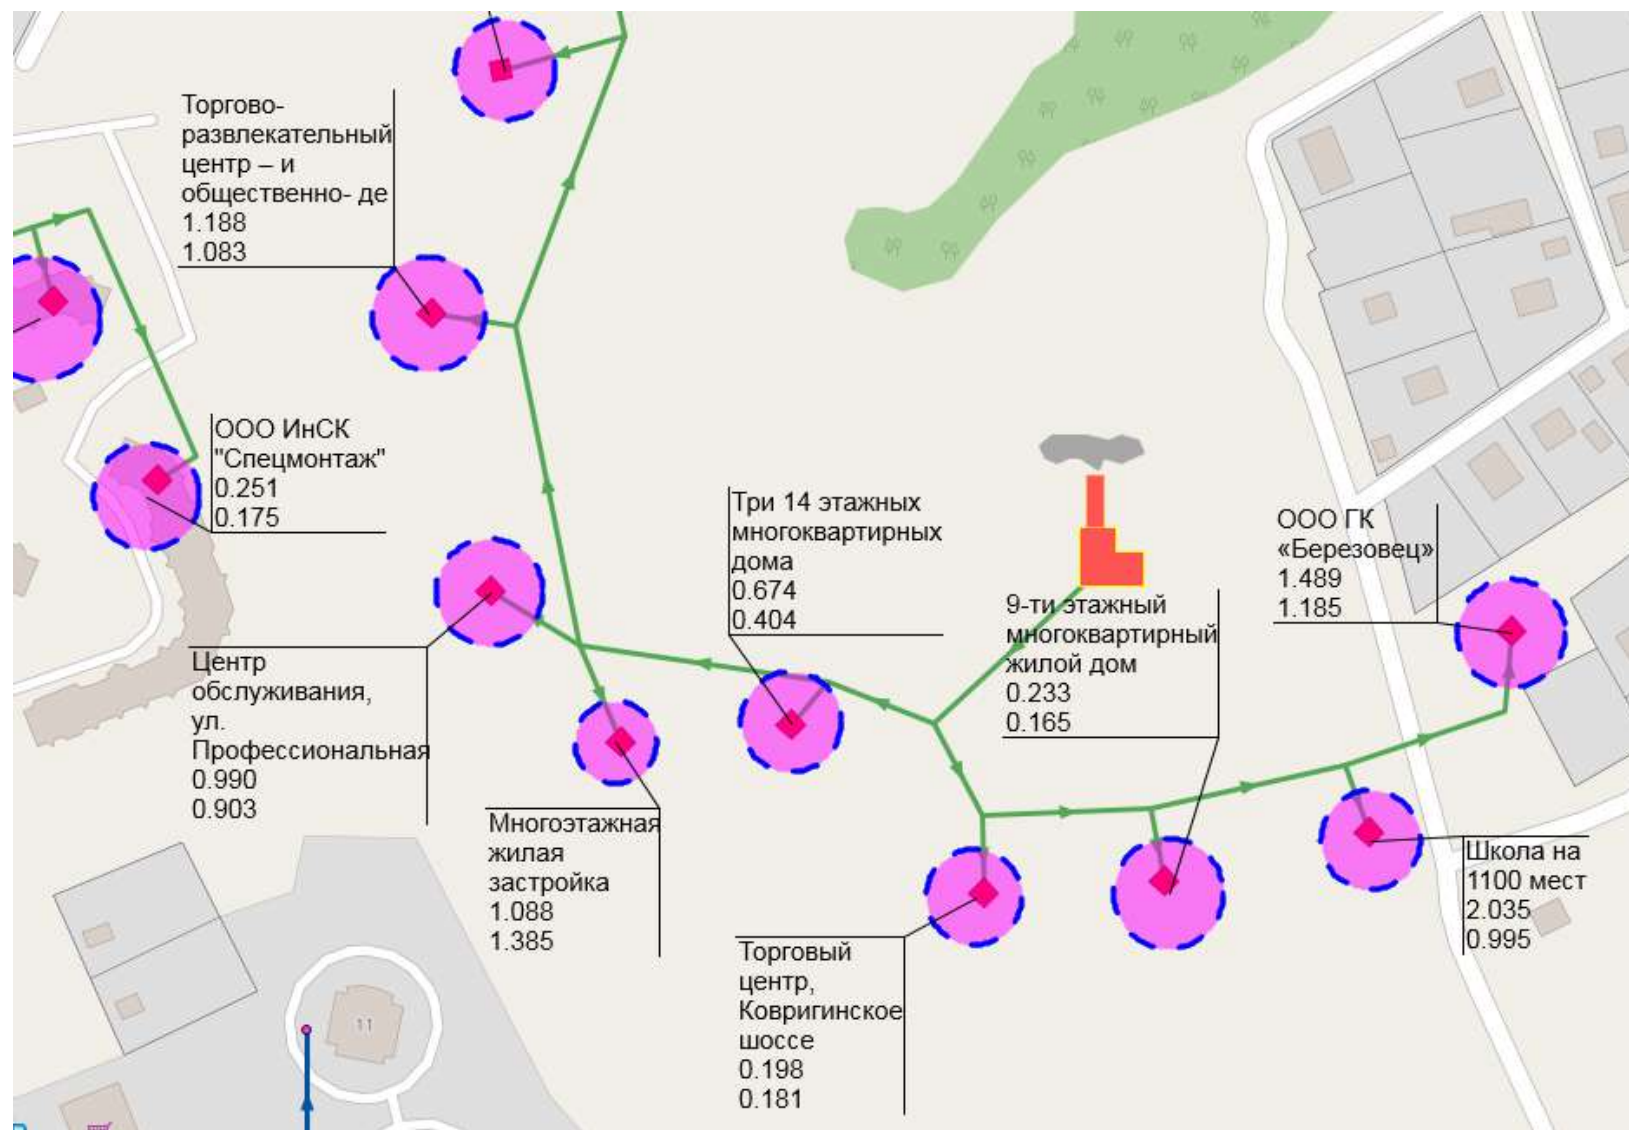 Торгово-
развлекательный
центр – и
общественно- де
1.188
1.083
ООО ИнСК
"Спецмонтаж"
0.251
0.175
Три 14 этажных
многоквартирных
дома
0.674
0.404
ООО ГК
«Березовец»
1.489
1.185
9-ти этажный
многоквартирный
жилой дом
0.233
0.165
Центр
обслуживания,
ул.
Профессиональная
0.990
0.903
Многоэтажная
жилая
застройка
1.088
1.385
Школа на
1100 мест
2.035
0.995
Торговый
центр,
Ковригинское
шоссе
0.198
0.181
11